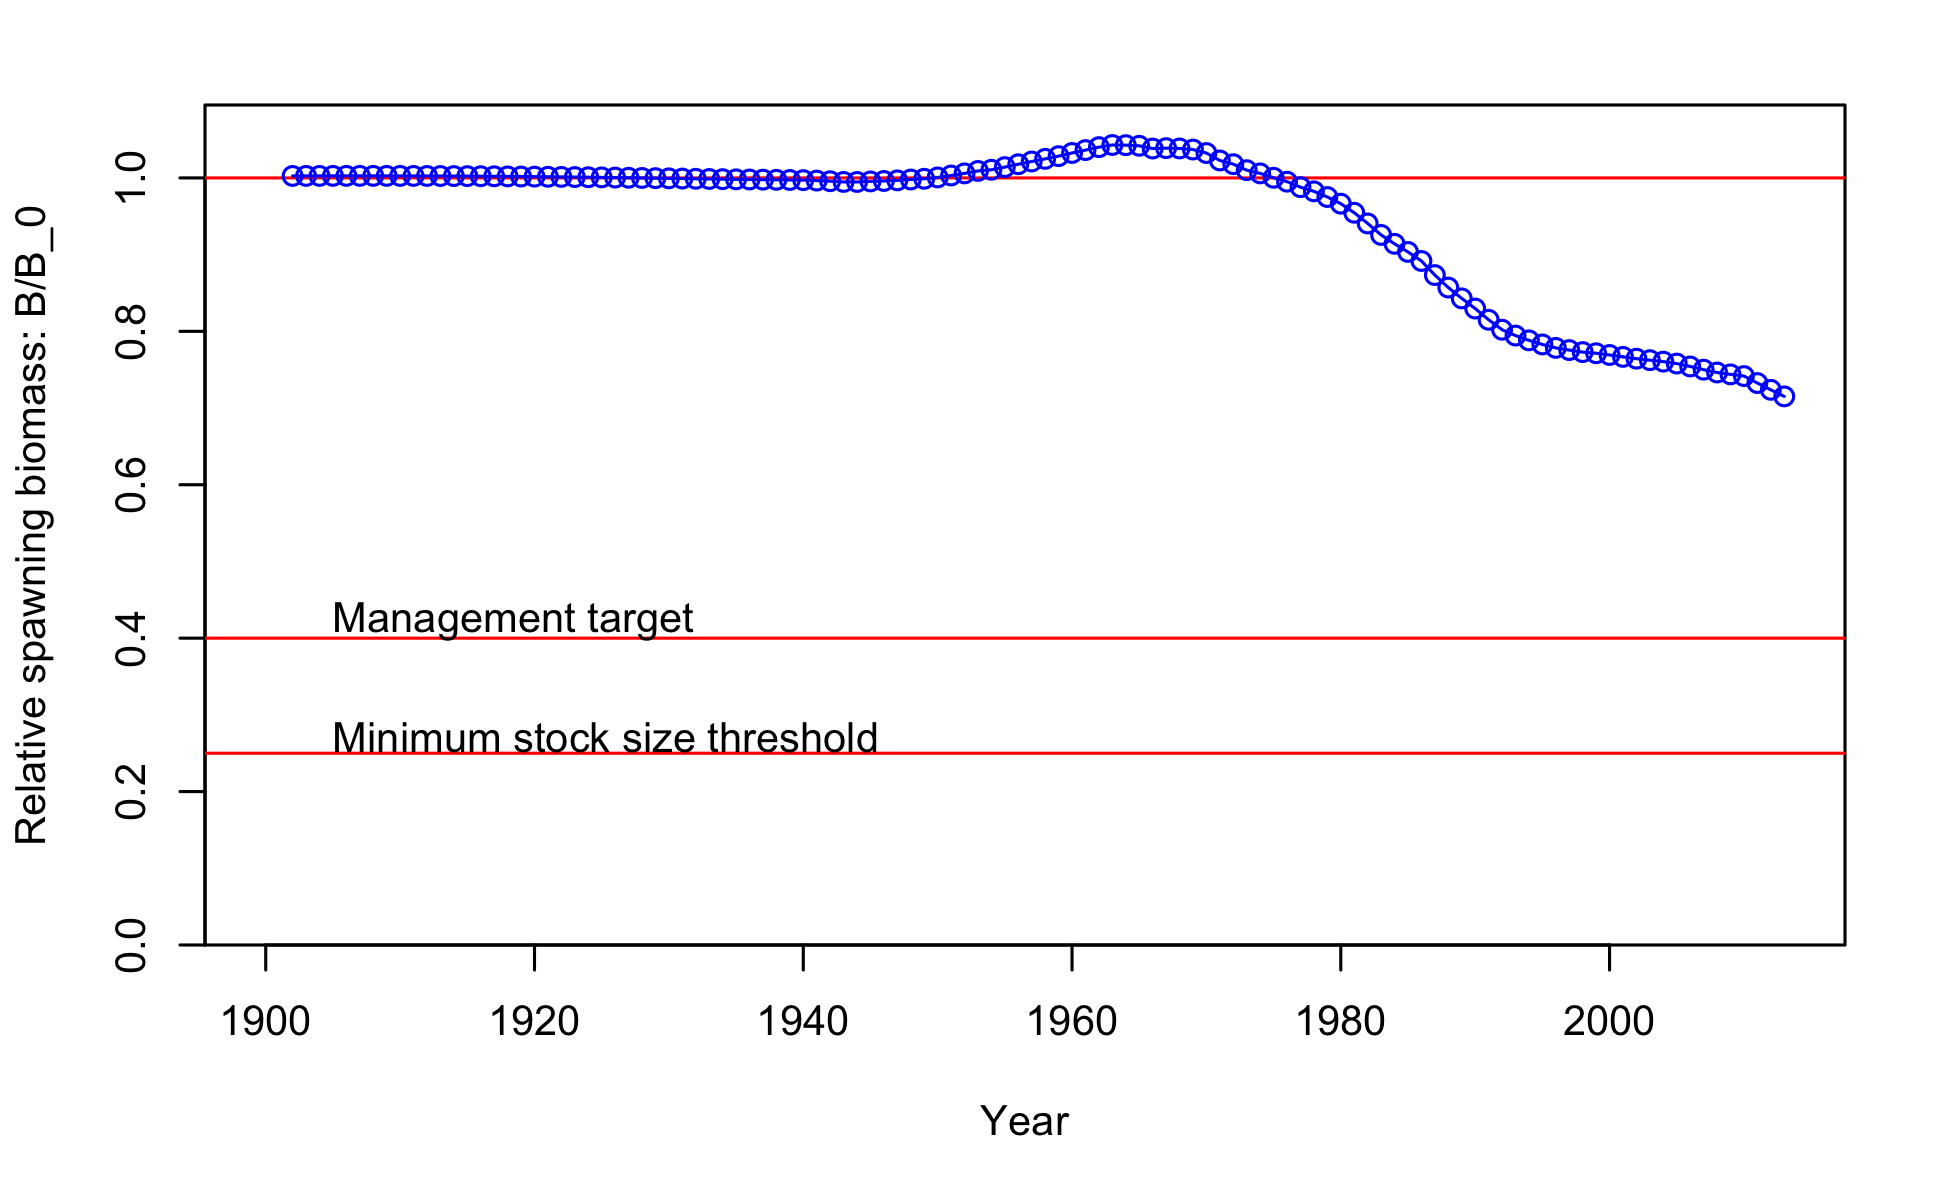 Relative spawning biomass: B/B_0
1.0
0.8
0.6
0.4
0.2
0.0
Management target
Minimum stock size threshold
1900 1920 1940 1960 1980 2000
Year